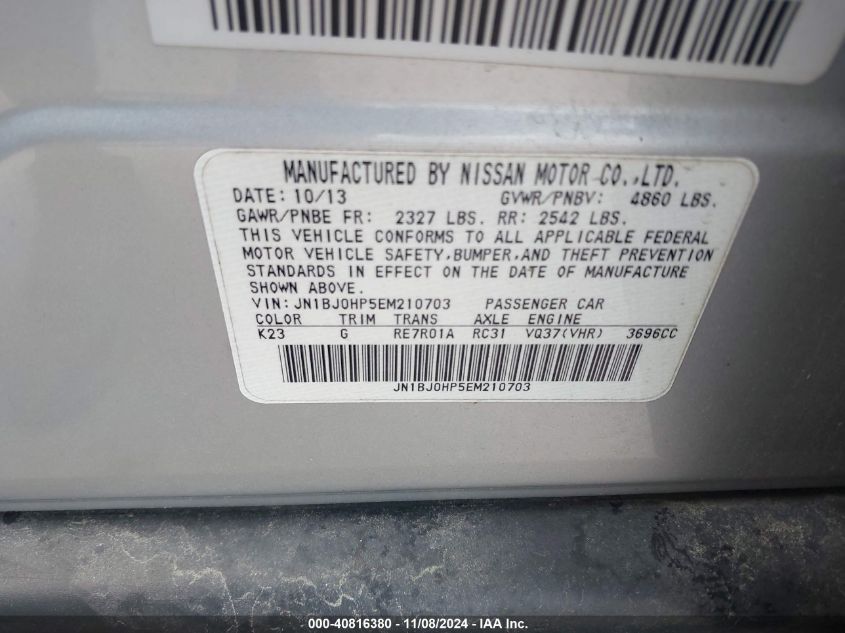 MANUFACTURED BY NISSAN MOTOR CO.,LTD.
DATE: 10/13 GVWR/PNBV: 4860 LBS.
GAWR/PNBE FR: 2327 LBS. RR: 2542 LBS.
THIS VEHICLE CONFORMS TO ALL APPLICABLE FEDERAL
MOTOR VEHICLE SAFETY,BUMPER,AND THEFT PREVENTION
STANDARDS IN EFFECT ON THE DATE OF MANUFACTURE
SHOWN ABOVE.
VIN: JN1BJ0HP5EM210703 PASSENGER CAR
COLOR TRIM TRANS AXLE ENGINE
K23 G RE7R01A RC31 VQ37(VHR) 3696CC
JN1BJ0HP5EM210703
000-40816380 - 11/08/2024 - IAA Inc.